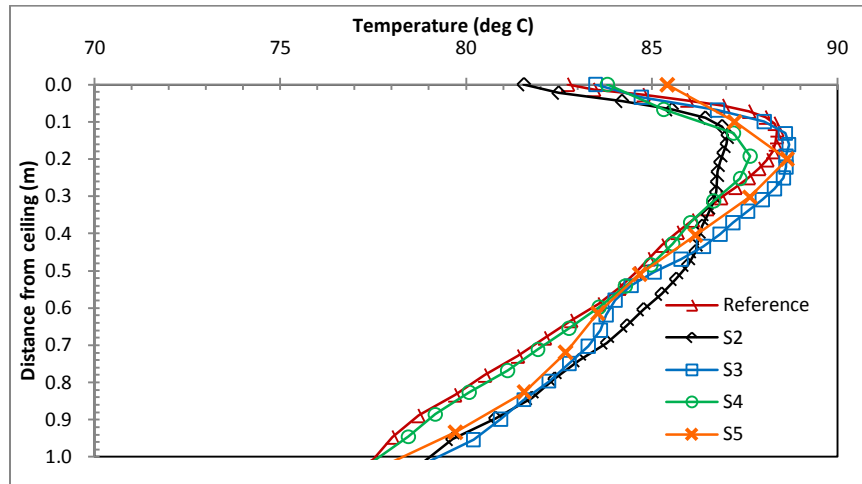 Temperature (deg C)
70 75 80 85 90
0.0
0.1
0.2
0.3
0.4
0.5
0.6
0.7
0.8
0.9
1.0
Distance from ceiling (m)
Reference
S2
S3
S4
S5